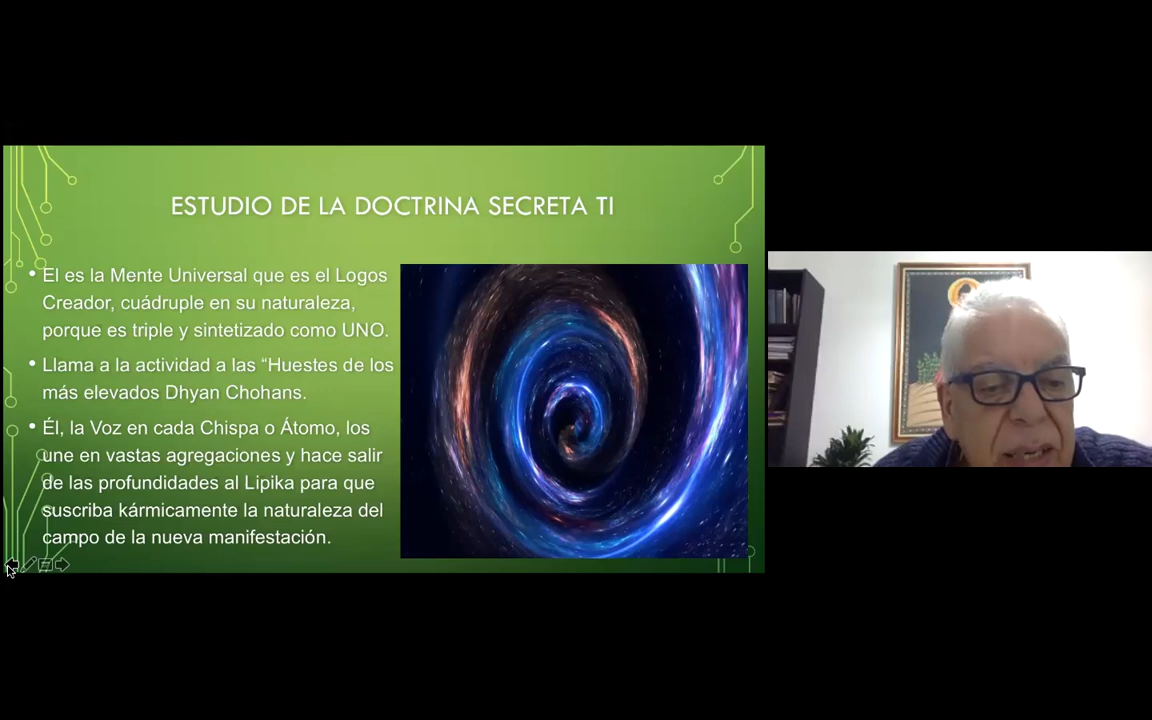 ESTUDIO DE LA DOCTRINA SECRETA TI
• El es la Mente Universal que es el Logos
Creador, cuádruple en su naturaleza,
porque es triple y sintetizado como UNO.
• Llama a la actividad a las “Huestes de los
más elevados Dhyan Chohans.
• Él, la Voz en cada Chispa o Átomo, los
une en vastas agregaciones y hace salir
de las profundidades al Lipika para que
suscriba kármicamente la naturaleza del
campo de la nueva manifestación.